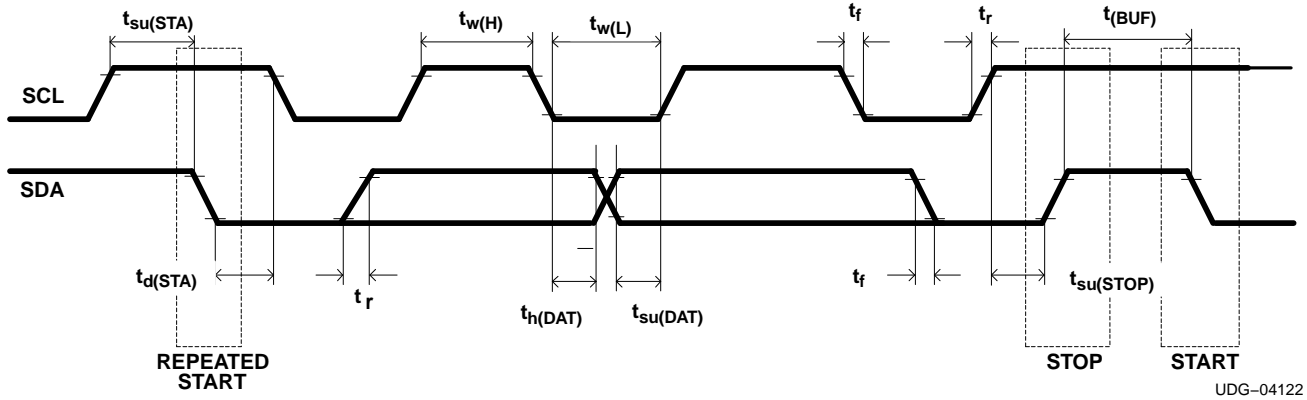 tsu(STA)
tw(H)
tw(L)
tf
tr
t(BUF)
SCL
SDA
td(STA)
tr
th(DAT)
tsu(DAT)
tf
tsu(STOP)
REPEATED
START
STOP
START
UDG−04122